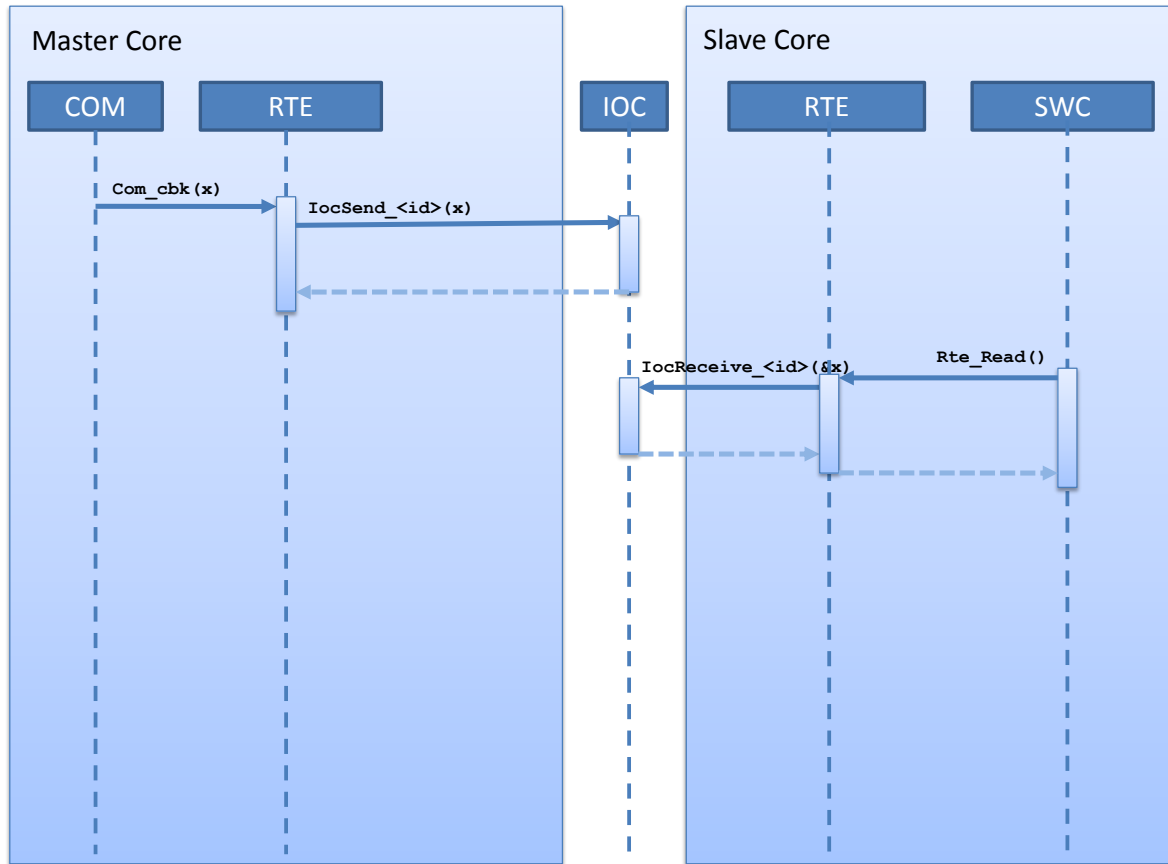 Master Core
Slave Core
COM
RTE
IOC
RTE
SWC
Com_cbk(x)
IocSend_<id>(x)
Rte_Read()
IocReceive_<id>(&x)